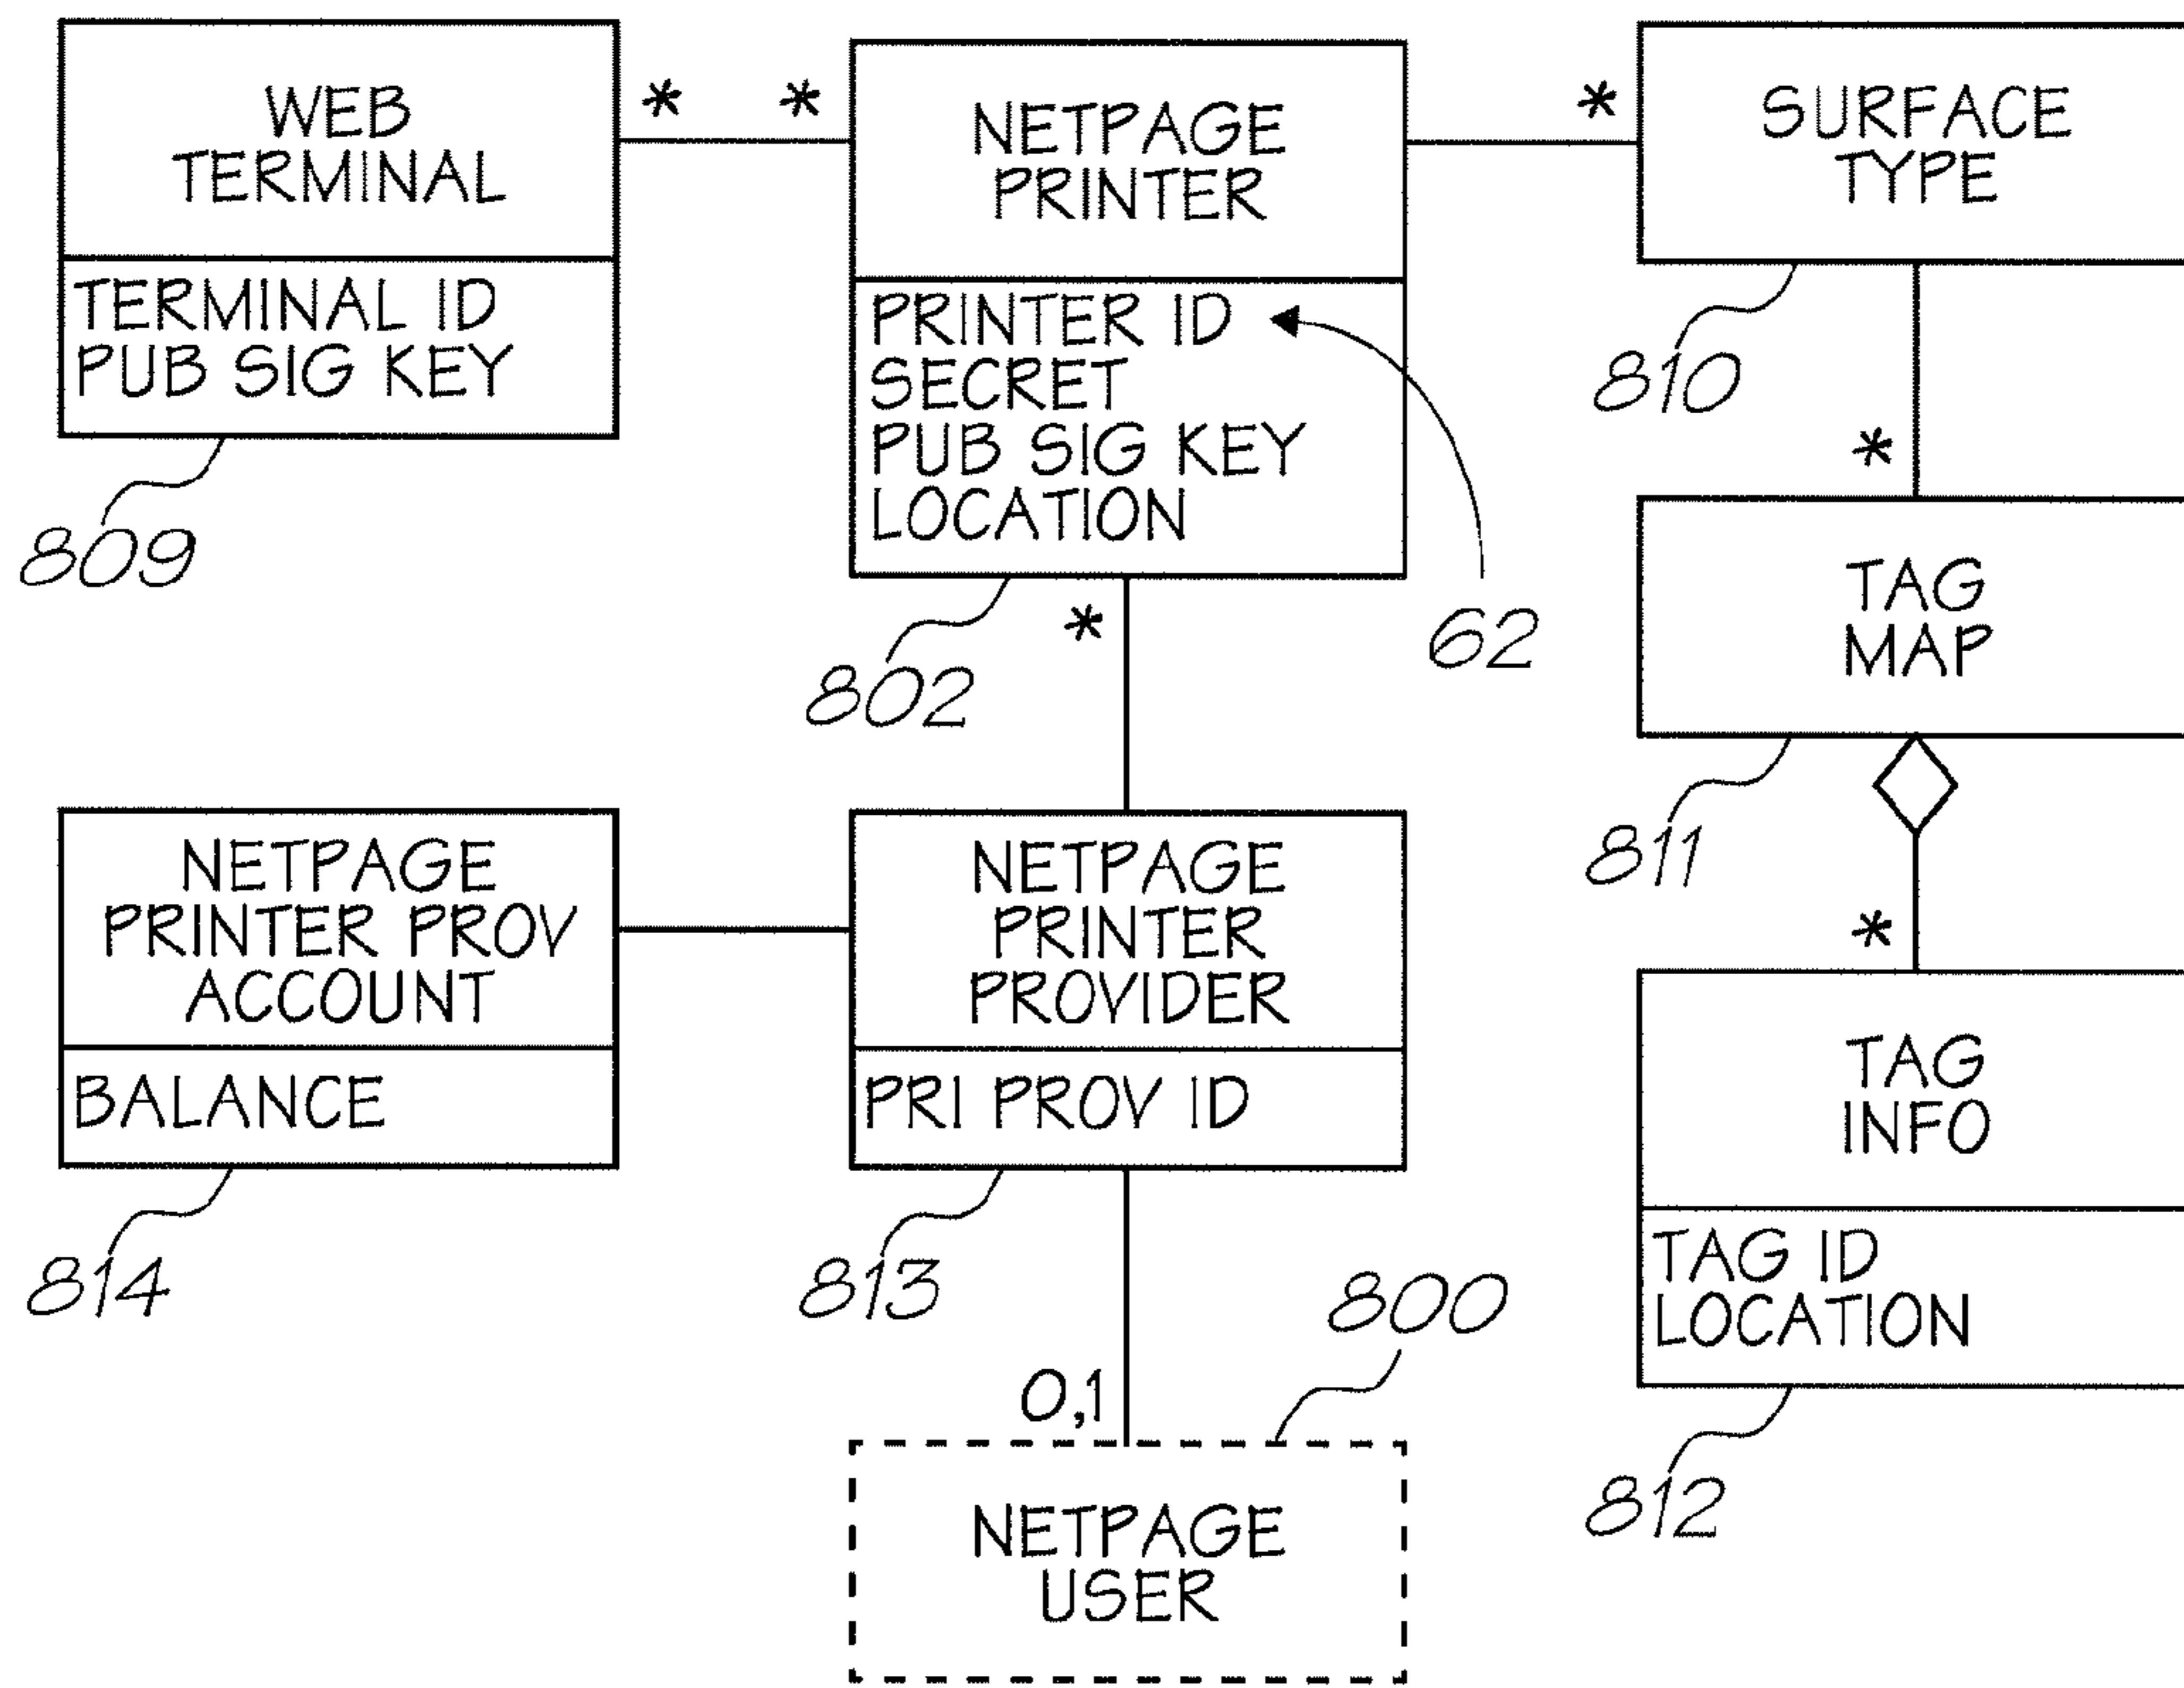 WEB
TERMINAL
TERMINAL ID
PUB SIG KEY
809
*
*
NETPAGE
PRINTER
PRINTER ID
SECRET
PUB SIG KEY
LOCATION
62
802
*
*
SURFACE
TYPE
810
*
TAG
MAP
811
*
TAG
INFO
TAG ID
LOCATION
812
NETPAGE
PRINTER PROV
ACCOUNT
BALANCE
814
NETPAGE
PRINTER
PROVIDER
PRI PROV ID
813
800
0,1
NETPAGE
USER